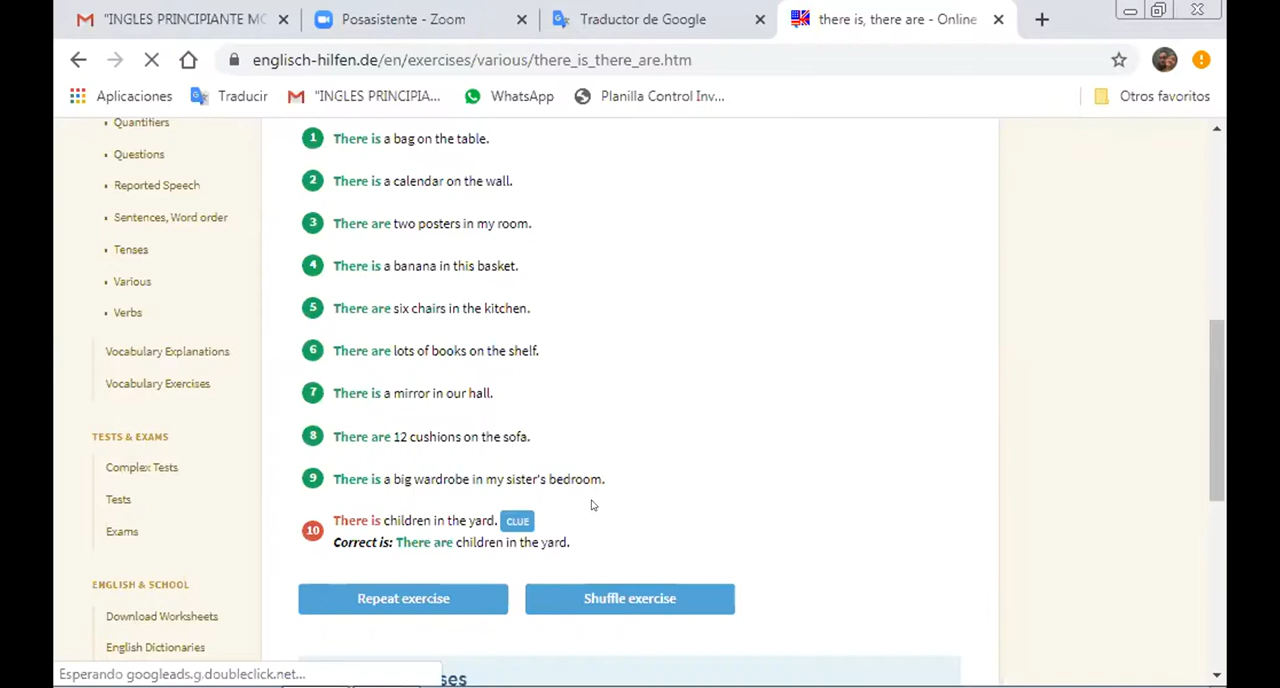 "INGLES PRINCIPIANTE MO
Posasistente - Zoom
Traductor de Google
there is, there are - Online
englisch-hilfen.de/en/exercises/various/there_is_there_are.htm
Aplicaciones
Traducir
"INGLES PRINCIPIA...
WhatsApp
Planilla Control Inv...
Otros favoritos
Quantifiers
Questions
Reported Speech
Sentences, Word order
Tenses
Various
Verbs
Vocabulary Explanations
Vocabulary Exercises
TESTS & EXAMS
Complex Tests
Tests
Exams
ENGLISH & SCHOOL
Download Worksheets
English Dictionaries
1 There is a bag on the table.
2 There is a calendar on the wall.
3 There are two posters in my room.
4 There is a banana in this basket.
5 There are six chairs in the kitchen.
6 There are lots of books on the shelf.
7 There is a mirror in our hall.
8 There are 12 cushions on the sofa.
9 There is a big wardrobe in my sister's bedroom.
10 There is children in the yard. CLUE
Correct is: There are children in the yard.
Repeat exercise
Shuffle exercise
Esperando googleads.g.doubleclick.net...